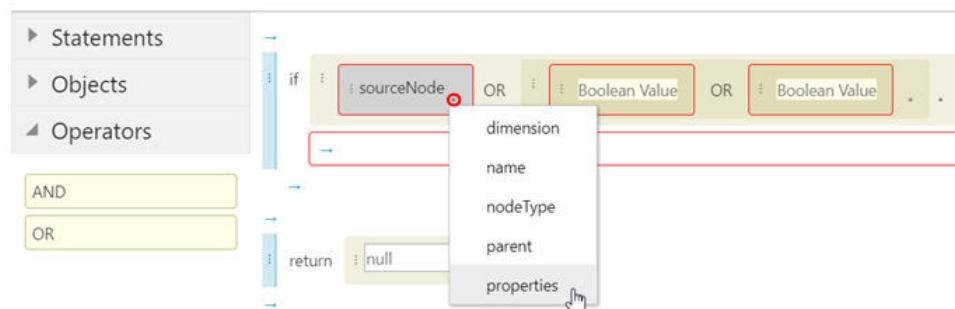 Statements
Objects
Operators
AND
OR
if sourceNode OR Boolean Value OR Boolean Value . .
dimension
name
nodeType
parent
properties
return null